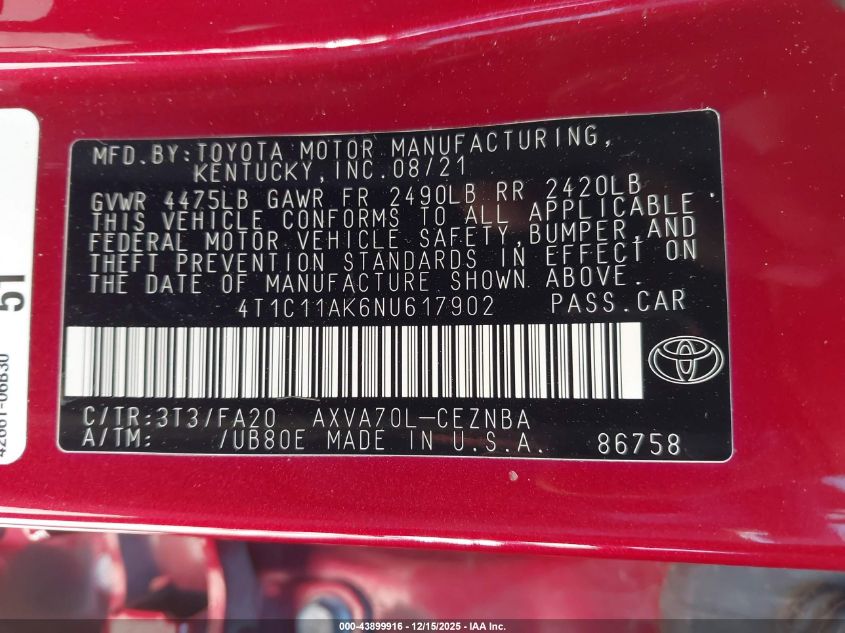 MFD.BY:TOYOTA MOTOR MANUFACTURING,
KENTUCKY,INC.08/21
GVWR 4475LB GAWR FR 2490LB RR 2420LB
THIS VEHICLE CONFORMS TO ALL APPLICABLE
FEDERAL MOTOR VEHICLE SAFETY,BUMPER,AND
THEFT PREVENTION STANDARDS IN EFFECT ON
THE DATE OF MANUFACTURE SHOWN ABOVE.
4T1C11AK6NU617902 PASS.CAR
C/TR:3T3/FA20 AXVA70L-CEZNBA
A/TM: /UB80E MADE IN U.S.A. 86758
51
42661-06B30
000-43899916 - 12/15/2025 - IAA Inc.